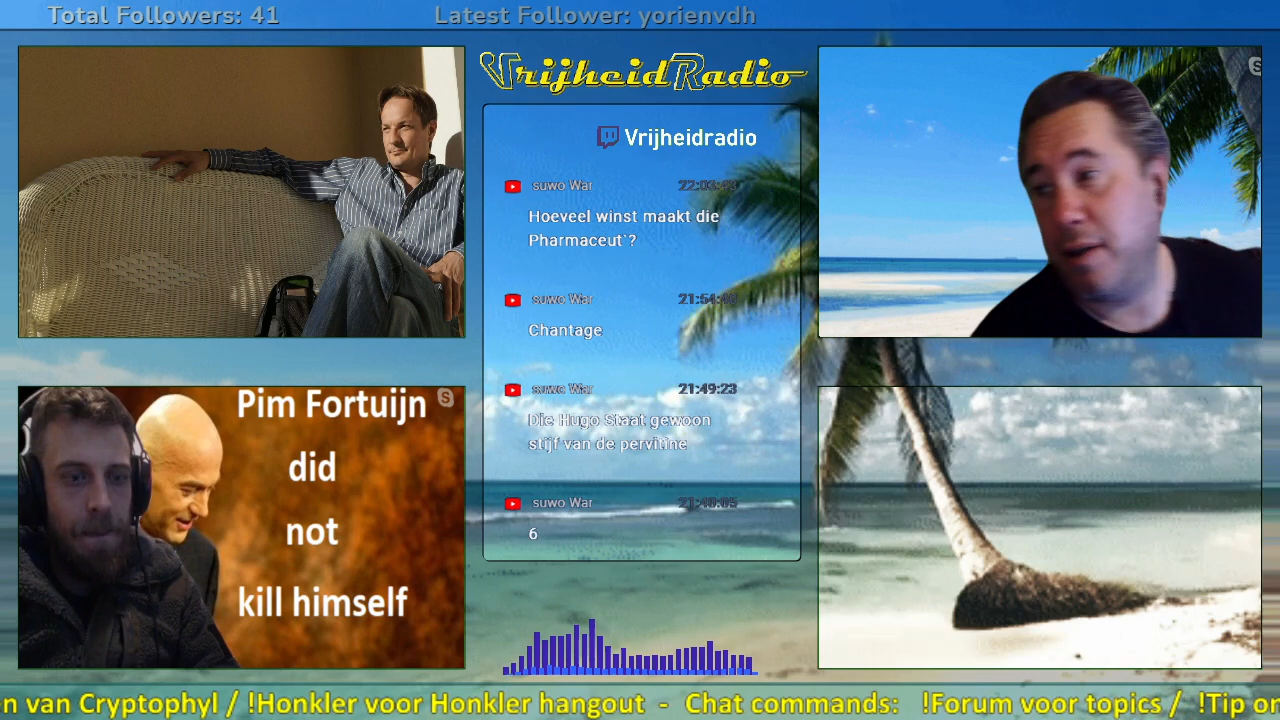 Total Followers: 41
Latest Follower: yorienvdh
VrijheidRadio
Vrijheidradio
suwo War
Hoeveel winst maakt die
Pharmaceut`?
suwo War
Chantage
suwo War 21:49:23
Die Hugo Staat gewoon
stijf van de pervitine
suwo War
6
Pim Fortuijn
did
not
kill himself
n van Cryptophyl / !Honkler voor Honkler hangout - Chat commands: !Forum voor topics / !Tip